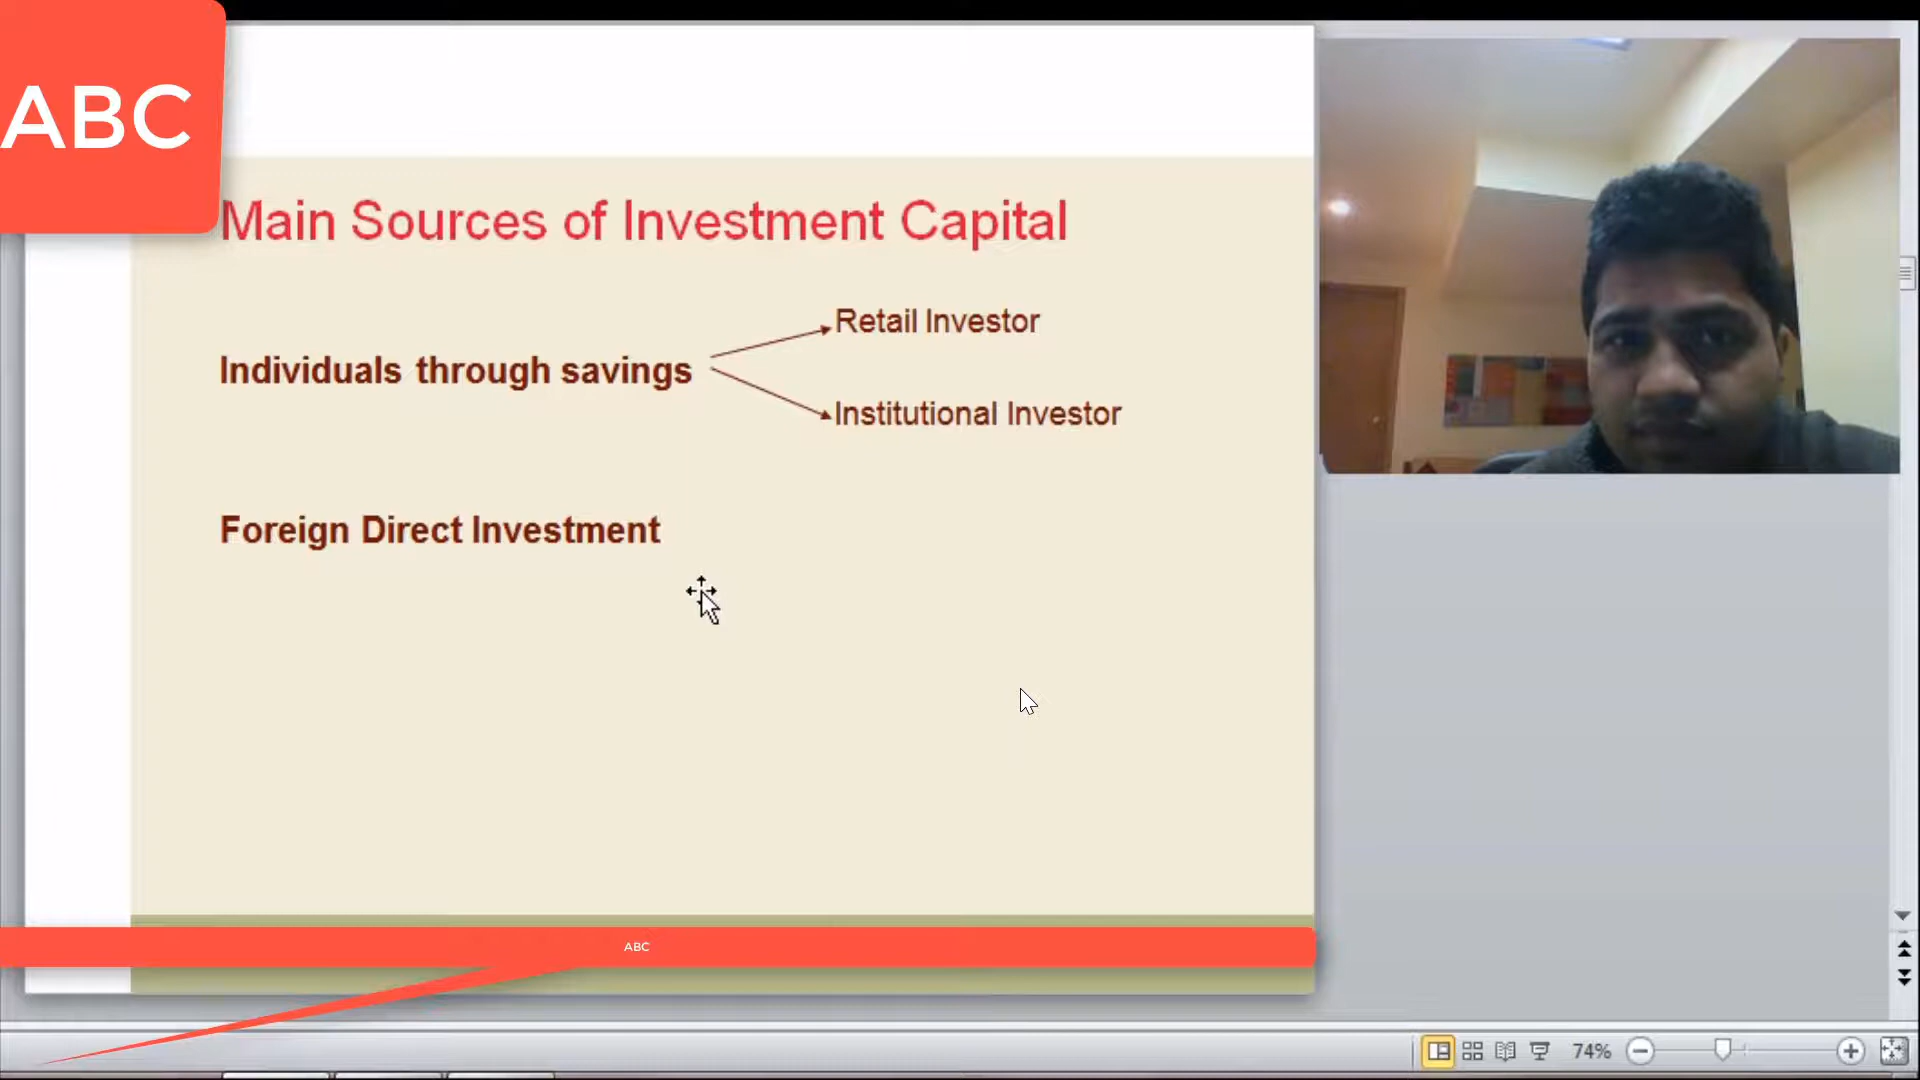 ABC
Main Sources of Investment Capital
Retail Investor
Individuals through savings
Institutional Investor
Foreign Direct Investment
ABC
74%